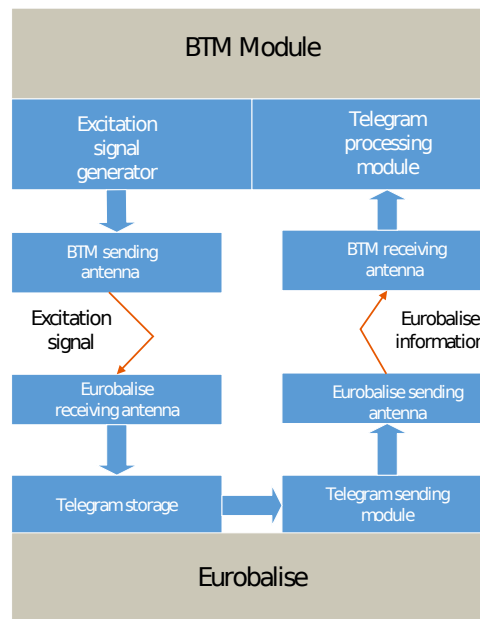 BTM Module
Excitation
signal
generator
Telegram
processing
module
BTM sending
antenna
BTM receiving
antenna
Excitation
signal
Eurobalise
information
Eurobalise
receiving antenna
Eurobalise sending
antenna
Telegram storage
Telegram sending
module
Eurobalise